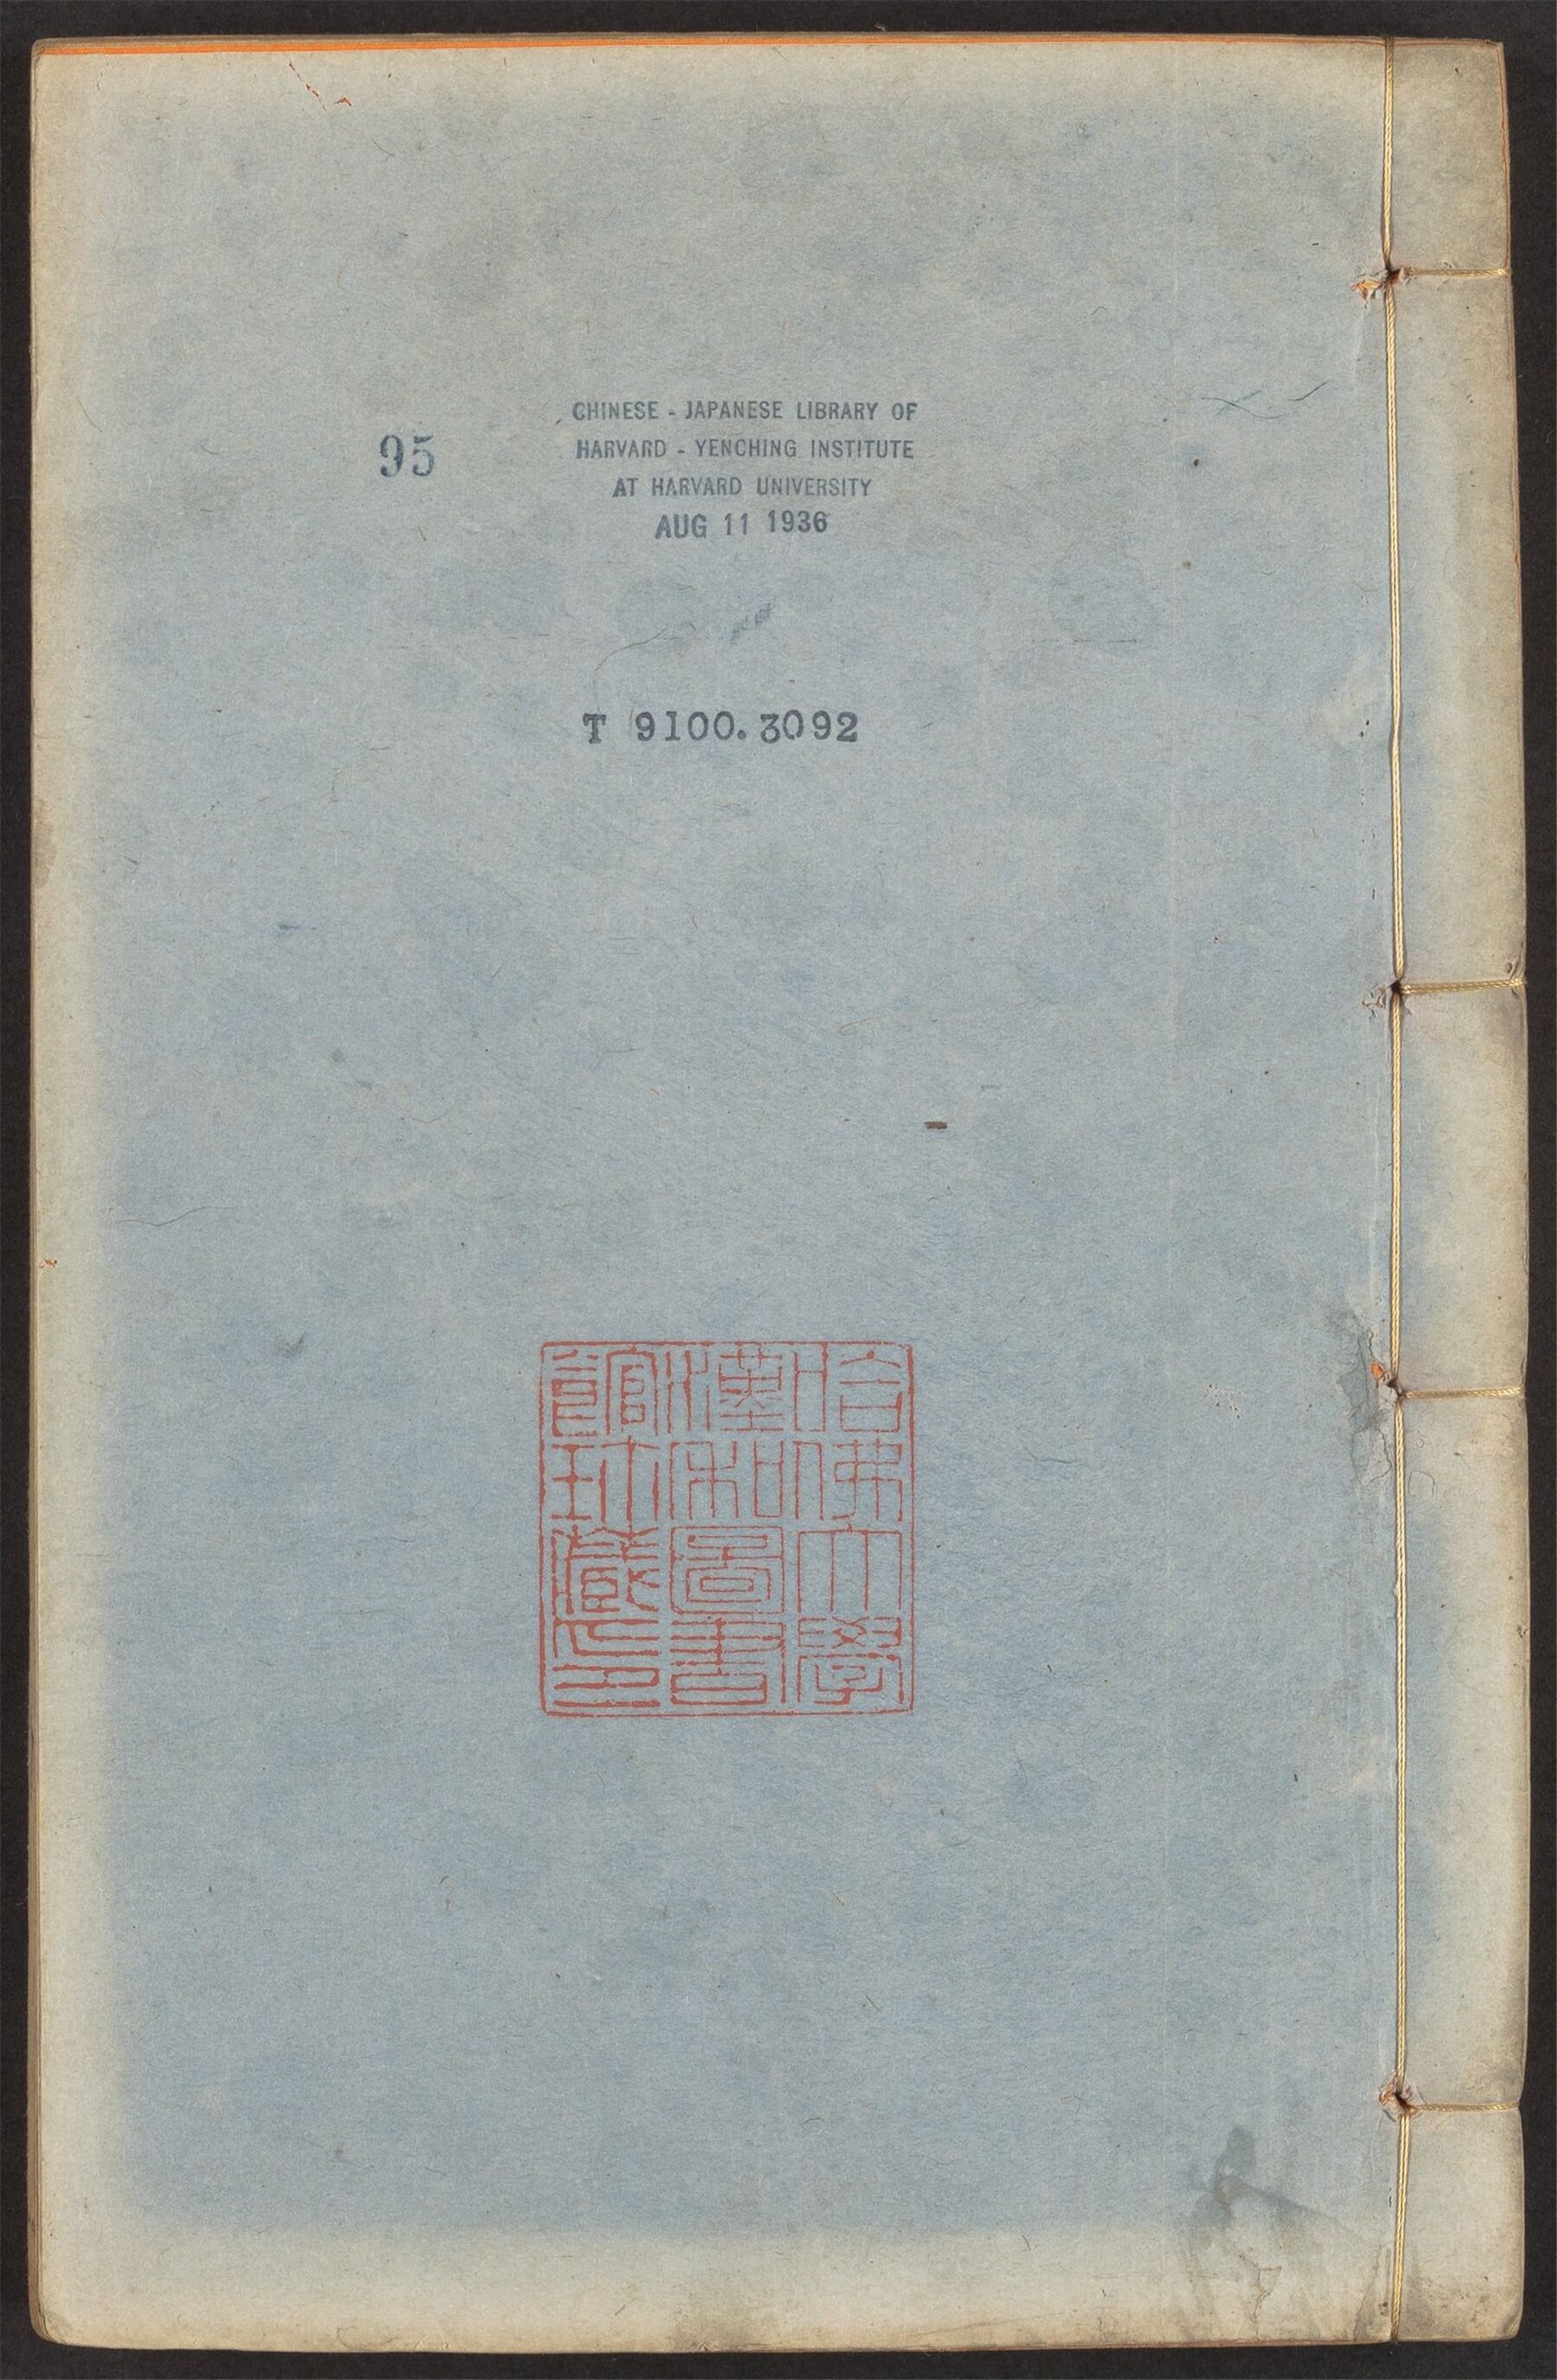 95
CHINESE - JAPANESE LIBRARY OF
HARVARD - YENCHING INSTITUTE
AT HARVARD UNIVERSITY
AUG 11 1936
T 9100.3092
哈佛大學
漢和圖書
館珍藏印